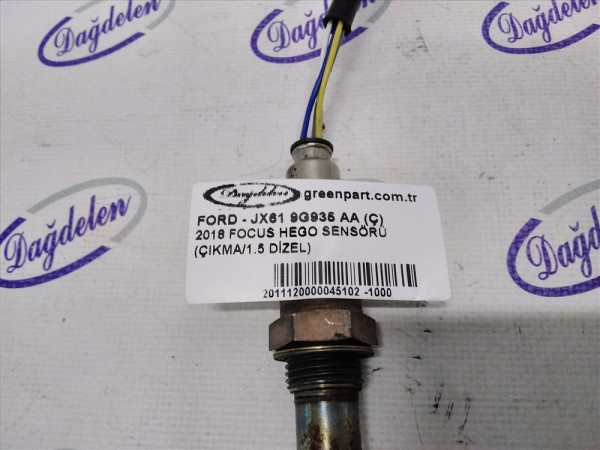 Dağdelen
Dağdelen
Dağdelen
greenpart.com.tr
FORD - JX61 9G935 AA (Ç)
2018 FOCUS HEGO SENSÖRÜ
(ÇIKMA/1.5 DİZEL)
2011120000045102 -1000
Dağdelen
Dağdelen
Dağdelen